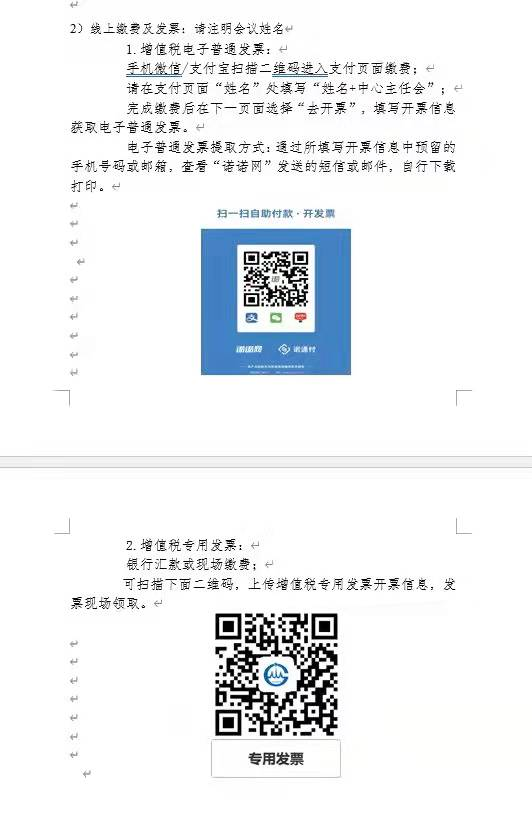 2）线上缴费及发票：请注明会议姓名
1.增值税电子普通发票：
手机微信/支付宝扫描二维码进入支付页面缴费；
请在支付页面“姓名”处填写“姓名+中心主任会”；
完成缴费后在下一页面选择“去开票”，填写开票信息
获取电子普通发票。
电子普通发票提取方式：通过所填写开票信息中预留的
手机号码或邮箱，查看“诺诺网”发送的短信或邮件，自行下载
打印。
扫一扫自助付款·开发票
诺
支
诺诺网 诺通付
2.增值税专用发票：
银行汇款或现场缴费；
可扫描下面二维码，上传增值税专用发票开票信息，发
票现场领取。
专用发票